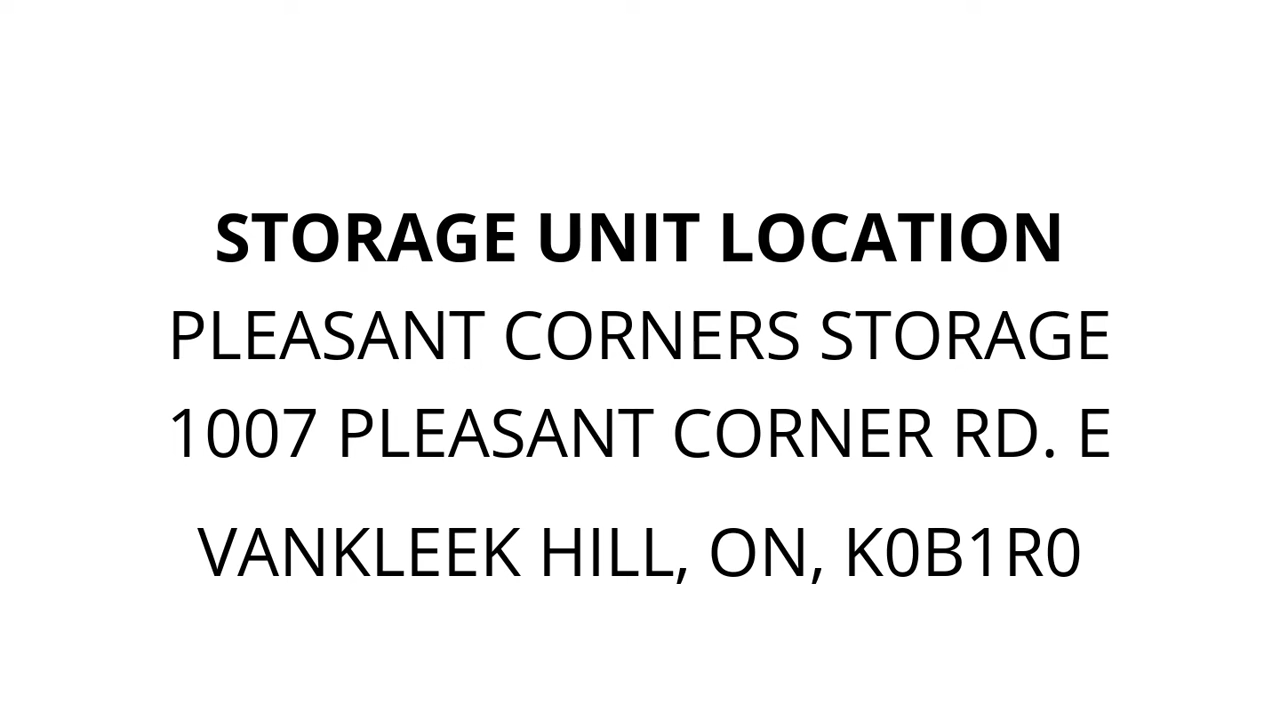 STORAGE UNIT LOCATION
PLEASANT CORNERS STORAGE
1007 PLEASANT CORNER RD. E
VANKLEEK HILL, ON, K0B1R0